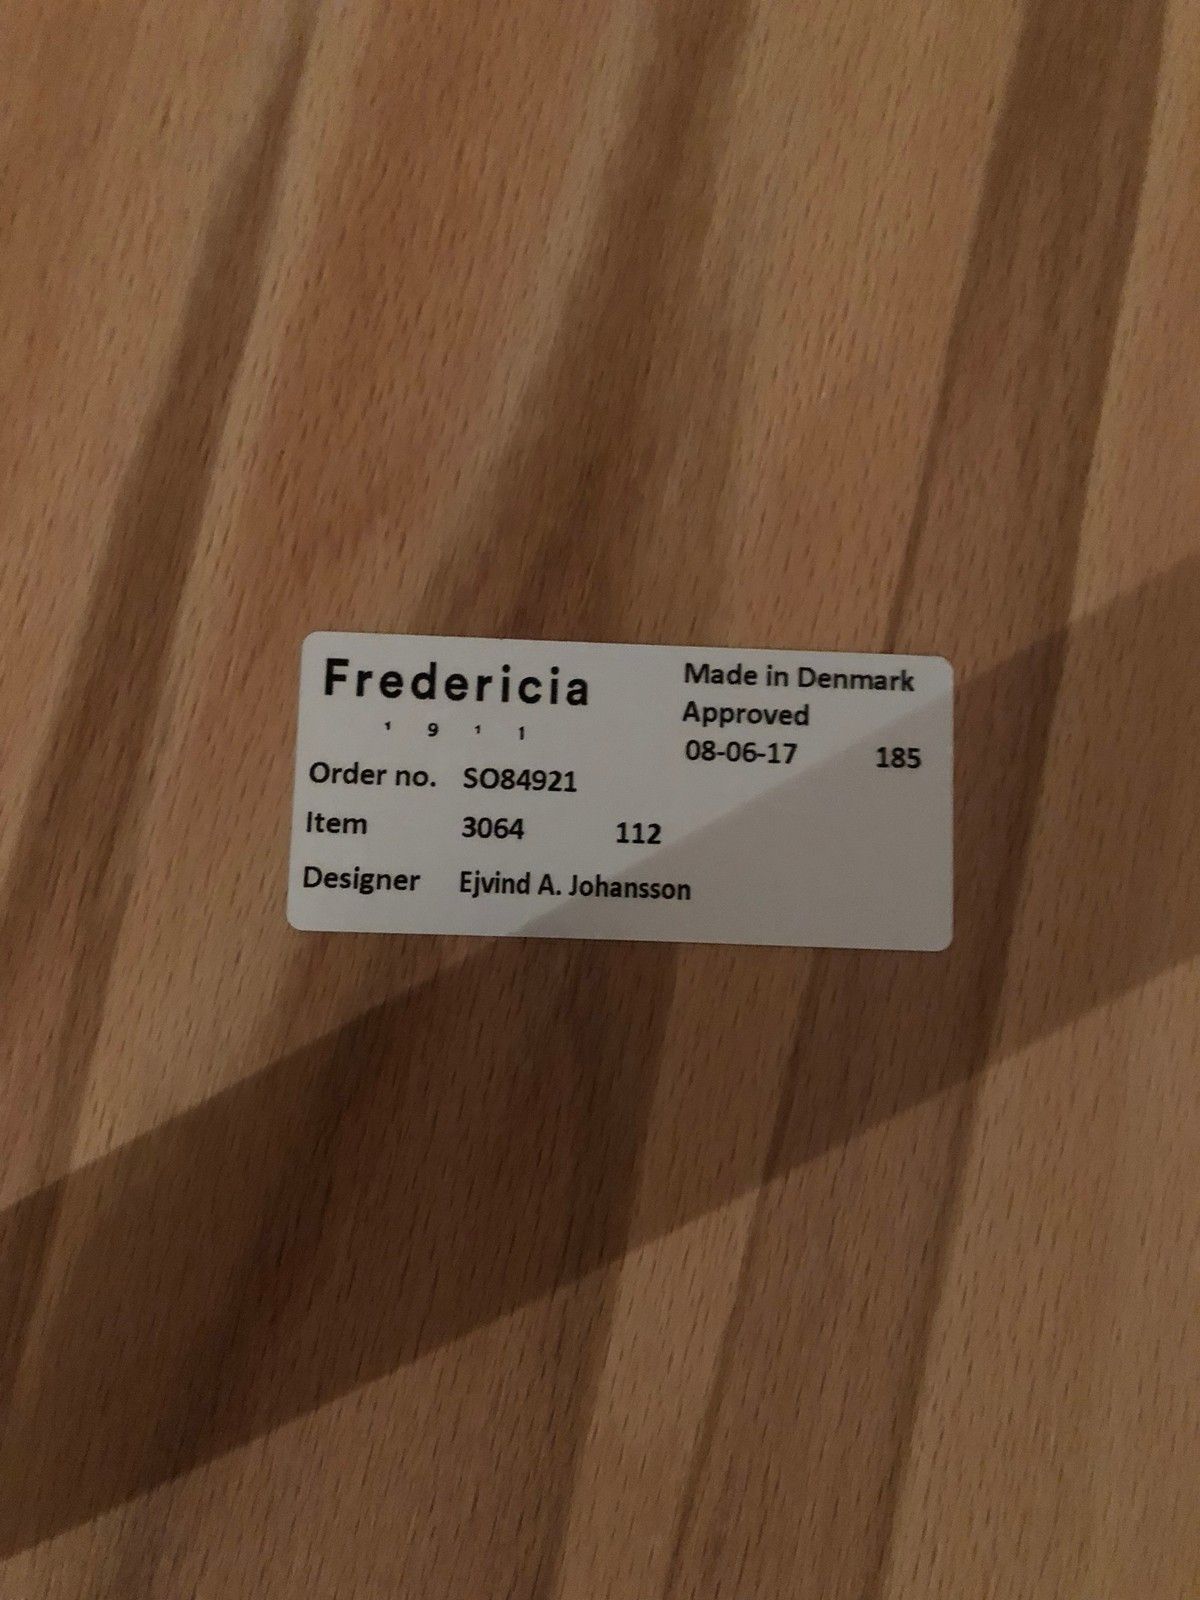 Fredericia
1 9 1 1
Made in Denmark
Approved
08-06-17 185
Order no. SO84921
Item 3064 112
Designer Ejvind A. Johansson